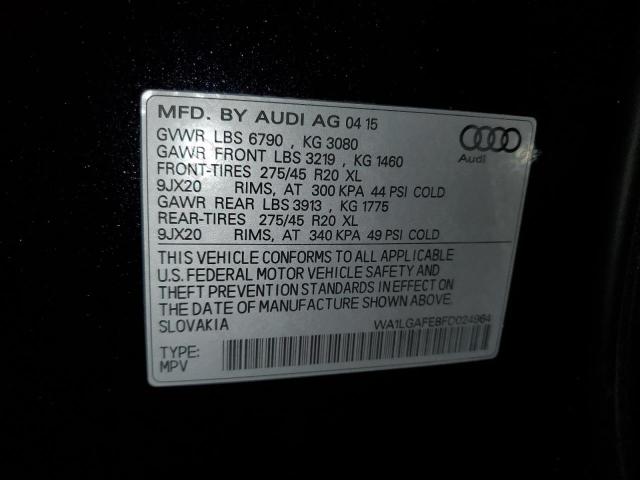 MFD. BY AUDI AG 04 15
GVWR LBS 6790 , KG 3080
GAWR FRONT LBS 3219 , KG 1460
FRONT-TIRES 275/45 R20 XL
9JX20 RIMS, AT 300 KPA 44 PSI COLD
GAWR REAR LBS 3913 , KG 1775
REAR-TIRES 275/45 R20 XL
9JX20 RIMS, AT 340 KPA 49 PSI COLD
Audi
THIS VEHICLE CONFORMS TO ALL APPLICABLE
U.S. FEDERAL MOTOR VEHICLE SAFETY AND
THEFT PREVENTION STANDARDS IN EFFECT ON
THE DATE OF MANUFACTURE SHOWN ABOVE.
SLOVAKIA
WA1LGAFE8FD024964
TYPE:
MPV